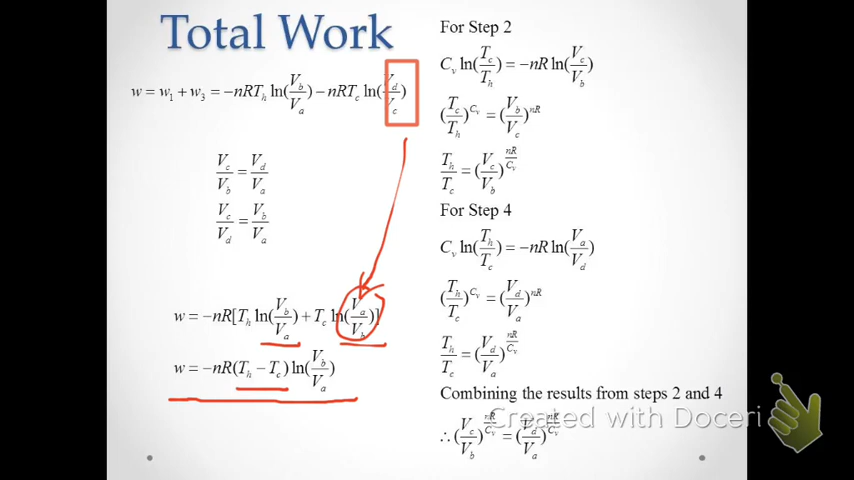 Total Work
w = w₁ + w₃ = −nRT_h ln(V_b/V_a) − nRT_c ln(V_d/V_c)
V_c/V_b = V_d/V_a
V_c/V_d = V_b/V_a
w = −nR[T_h ln(V_b/V_a) + T_c ln(V_a/V_b)]
w = −nR(T_h − T_c) ln(V_b/V_a)
For Step 2
C_v ln(T_c/T_h) = −nR ln(V_c/V_b)
(T_c/T_h)^(C_v) = (V_b/V_c)^(nR)
T_h/T_c = (V_c/V_b)^(nR/C_v)
For Step 4
C_v ln(T_h/T_c) = −nR ln(V_a/V_d)
(T_h/T_c)^(C_v) = (V_d/V_a)^(nR)
T_h/T_c = (V_d/V_a)^(nR/C_v)
Combining the results from steps 2 and 4
∴ (V_c/V_b)^(nR/C_v) = (V_d/V_a)^(nR/C_v)
Created with Doceri